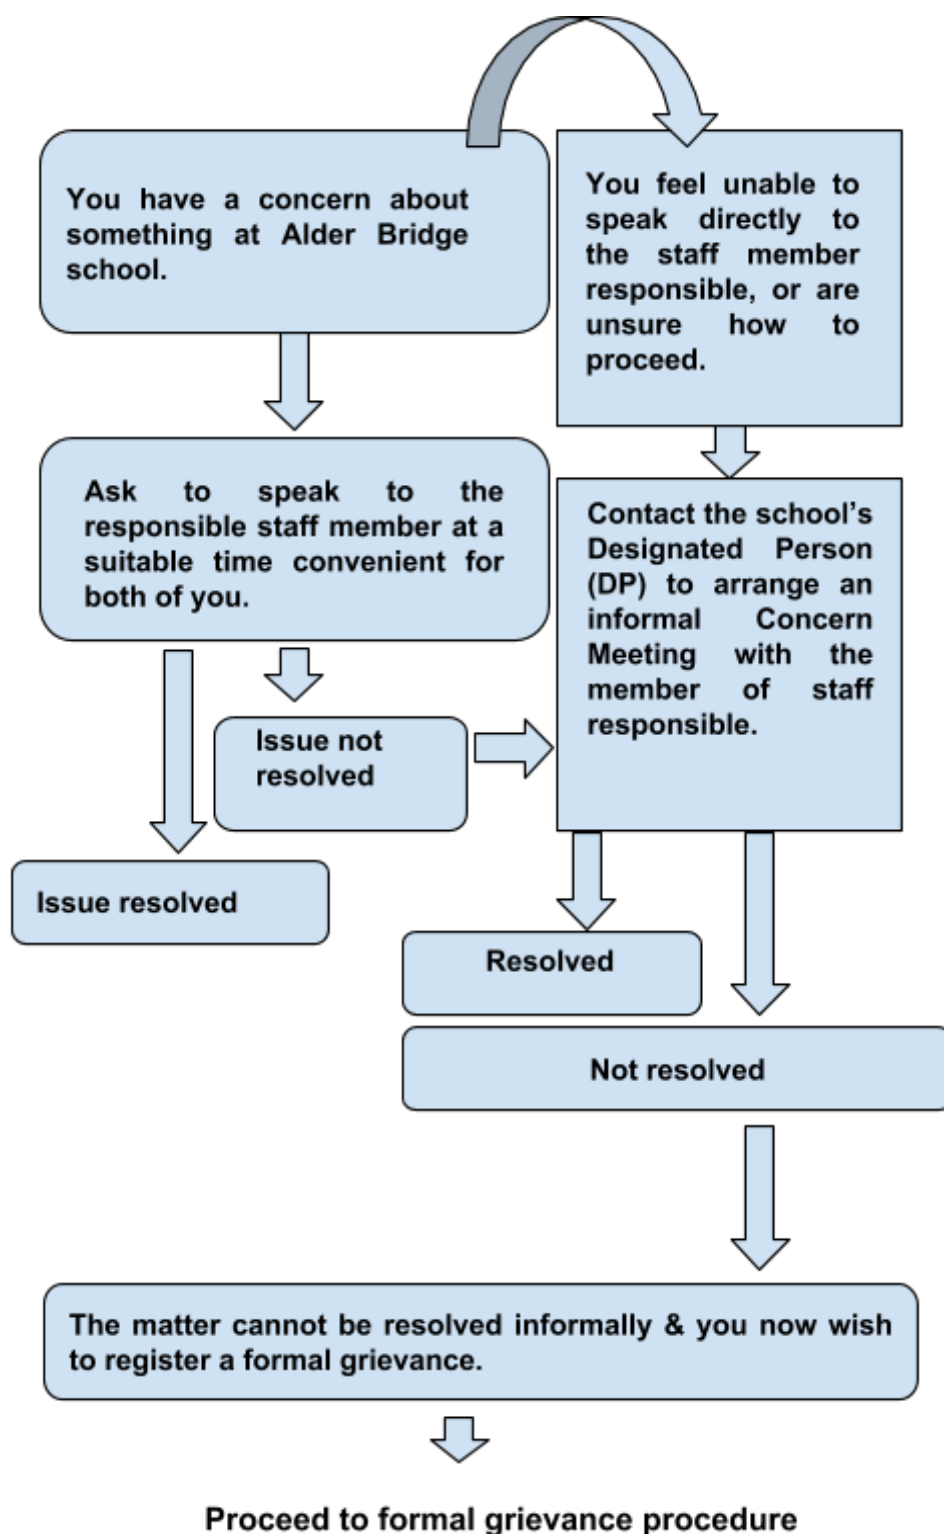 You have a concern about
something at Alder Bridge
school.
You feel unable to
speak directly to
the staff member
responsible, or are
unsure how to
proceed.
Ask to speak to the
responsible staff member at a
suitable time convenient for
both of you.
Contact the school's
Designated Person
(DP) to arrange an
informal Concern
Meeting with the
member of staff
responsible.
Issue not
resolved
Issue resolved
Resolved
Not resolved
The matter cannot be resolved informally & you now wish
to register a formal grievance.
Proceed to formal grievance procedure